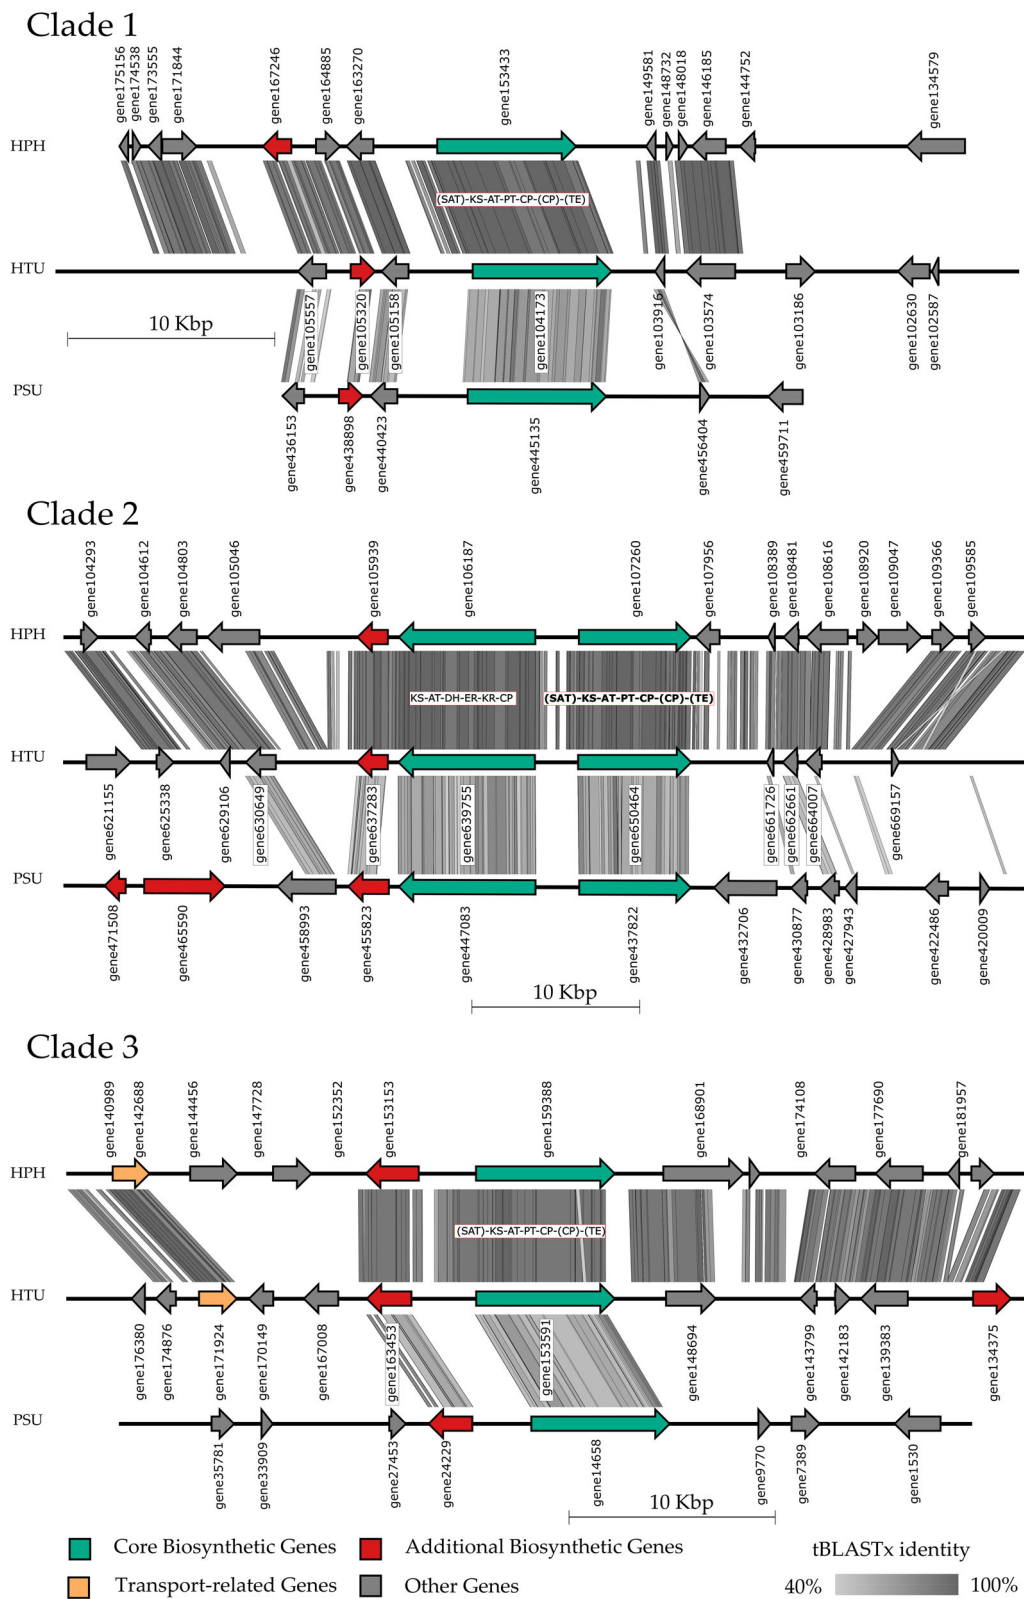 Clade 1
gene175156
gene174538
gene173555
gene171844
gene167246
gene164885
gene163270
gene153433
gene149581
gene148732
gene148018
gene146185
gene144752
gene134579
HPH
(SAT)-KS-AT-PT-CP-(CP)-(TE)
HTU
gene105557
gene105320
gene105158
gene104173
gene103916
gene103574
gene103186
gene102630
gene102587
10 Kbp
PSU
gene436153
gene438898
gene440423
gene445135
gene456404
gene459711
Clade 2
gene104293
gene104612
gene104803
gene105046
gene105939
gene106187
gene107260
gene107956
gene108389
gene108481
gene108616
gene108920
gene109047
gene109366
gene109585
HPH
KS-AT-DH-ER-KR-CP
(SAT)-KS-AT-PT-CP-(CP)-(TE)
HTU
gene621155
gene625338
gene629106
gene630649
gene637283
gene639755
gene650464
gene661726
gene662661
gene664007
gene669157
PSU
gene471508
gene465590
gene458993
gene455823
gene447083
gene437822
gene432706
gene430877
gene428983
gene427943
gene422486
gene420009
10 Kbp
Clade 3
gene140989
gene142688
gene144456
gene147728
gene152352
gene153153
gene159388
gene168901
gene174108
gene177690
gene181957
HPH
(SAT)-KS-AT-PT-CP-(CP)-(TE)
HTU
gene176380
gene174876
gene171924
gene170149
gene167008
gene163453
gene153591
gene148694
gene143799
gene142183
gene139383
gene134375
PSU
gene35781
gene33909
gene27453
gene24229
gene14658
gene9770
gene7389
gene1530
10 Kbp
Core Biosynthetic Genes
Additional Biosynthetic Genes
tBLASTx identity
Transport-related Genes
Other Genes
40%
100%